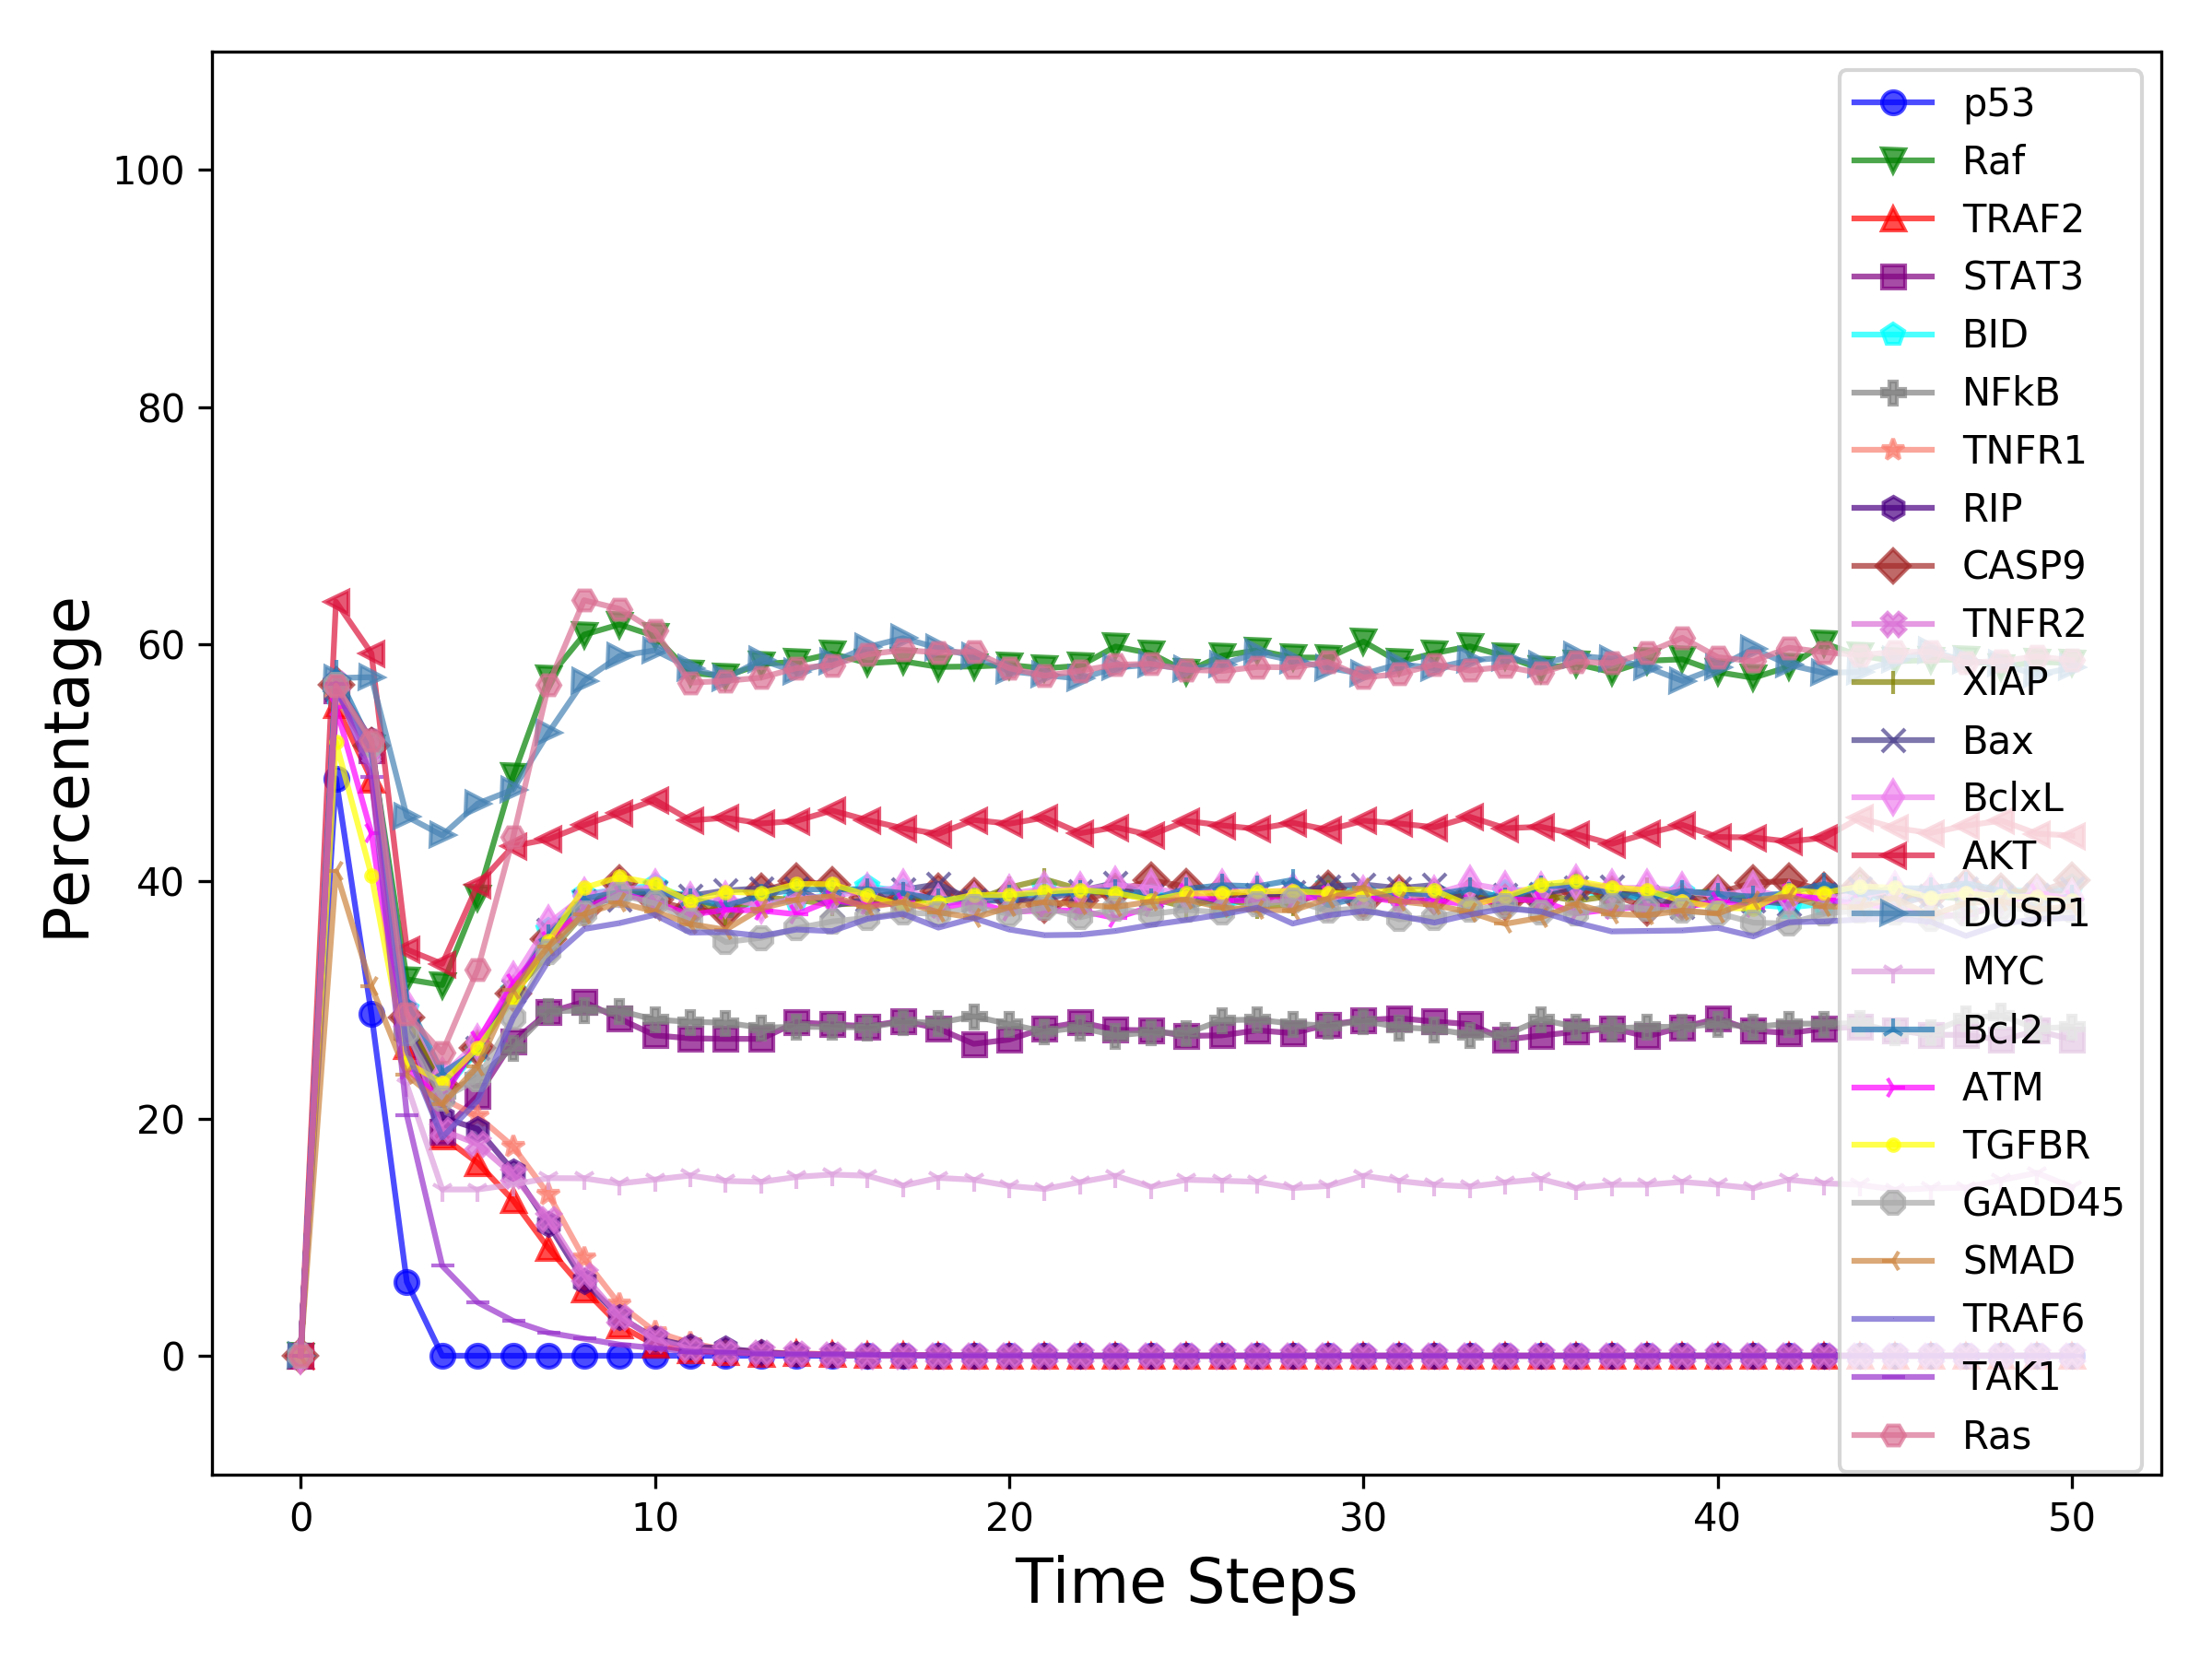 100
80
60
40
20
0
Percentage
0 10 20 30 40 50
Time Steps
p53
Raf
TRAF2
STAT3
BID
NFkB
TNFR1
RIP
CASP9
TNFR2
XIAP
Bax
BclxL
AKT
DUSP1
MYC
Bcl2
ATM
TGFBR
GADD45
SMAD
TRAF6
TAK1
Ras